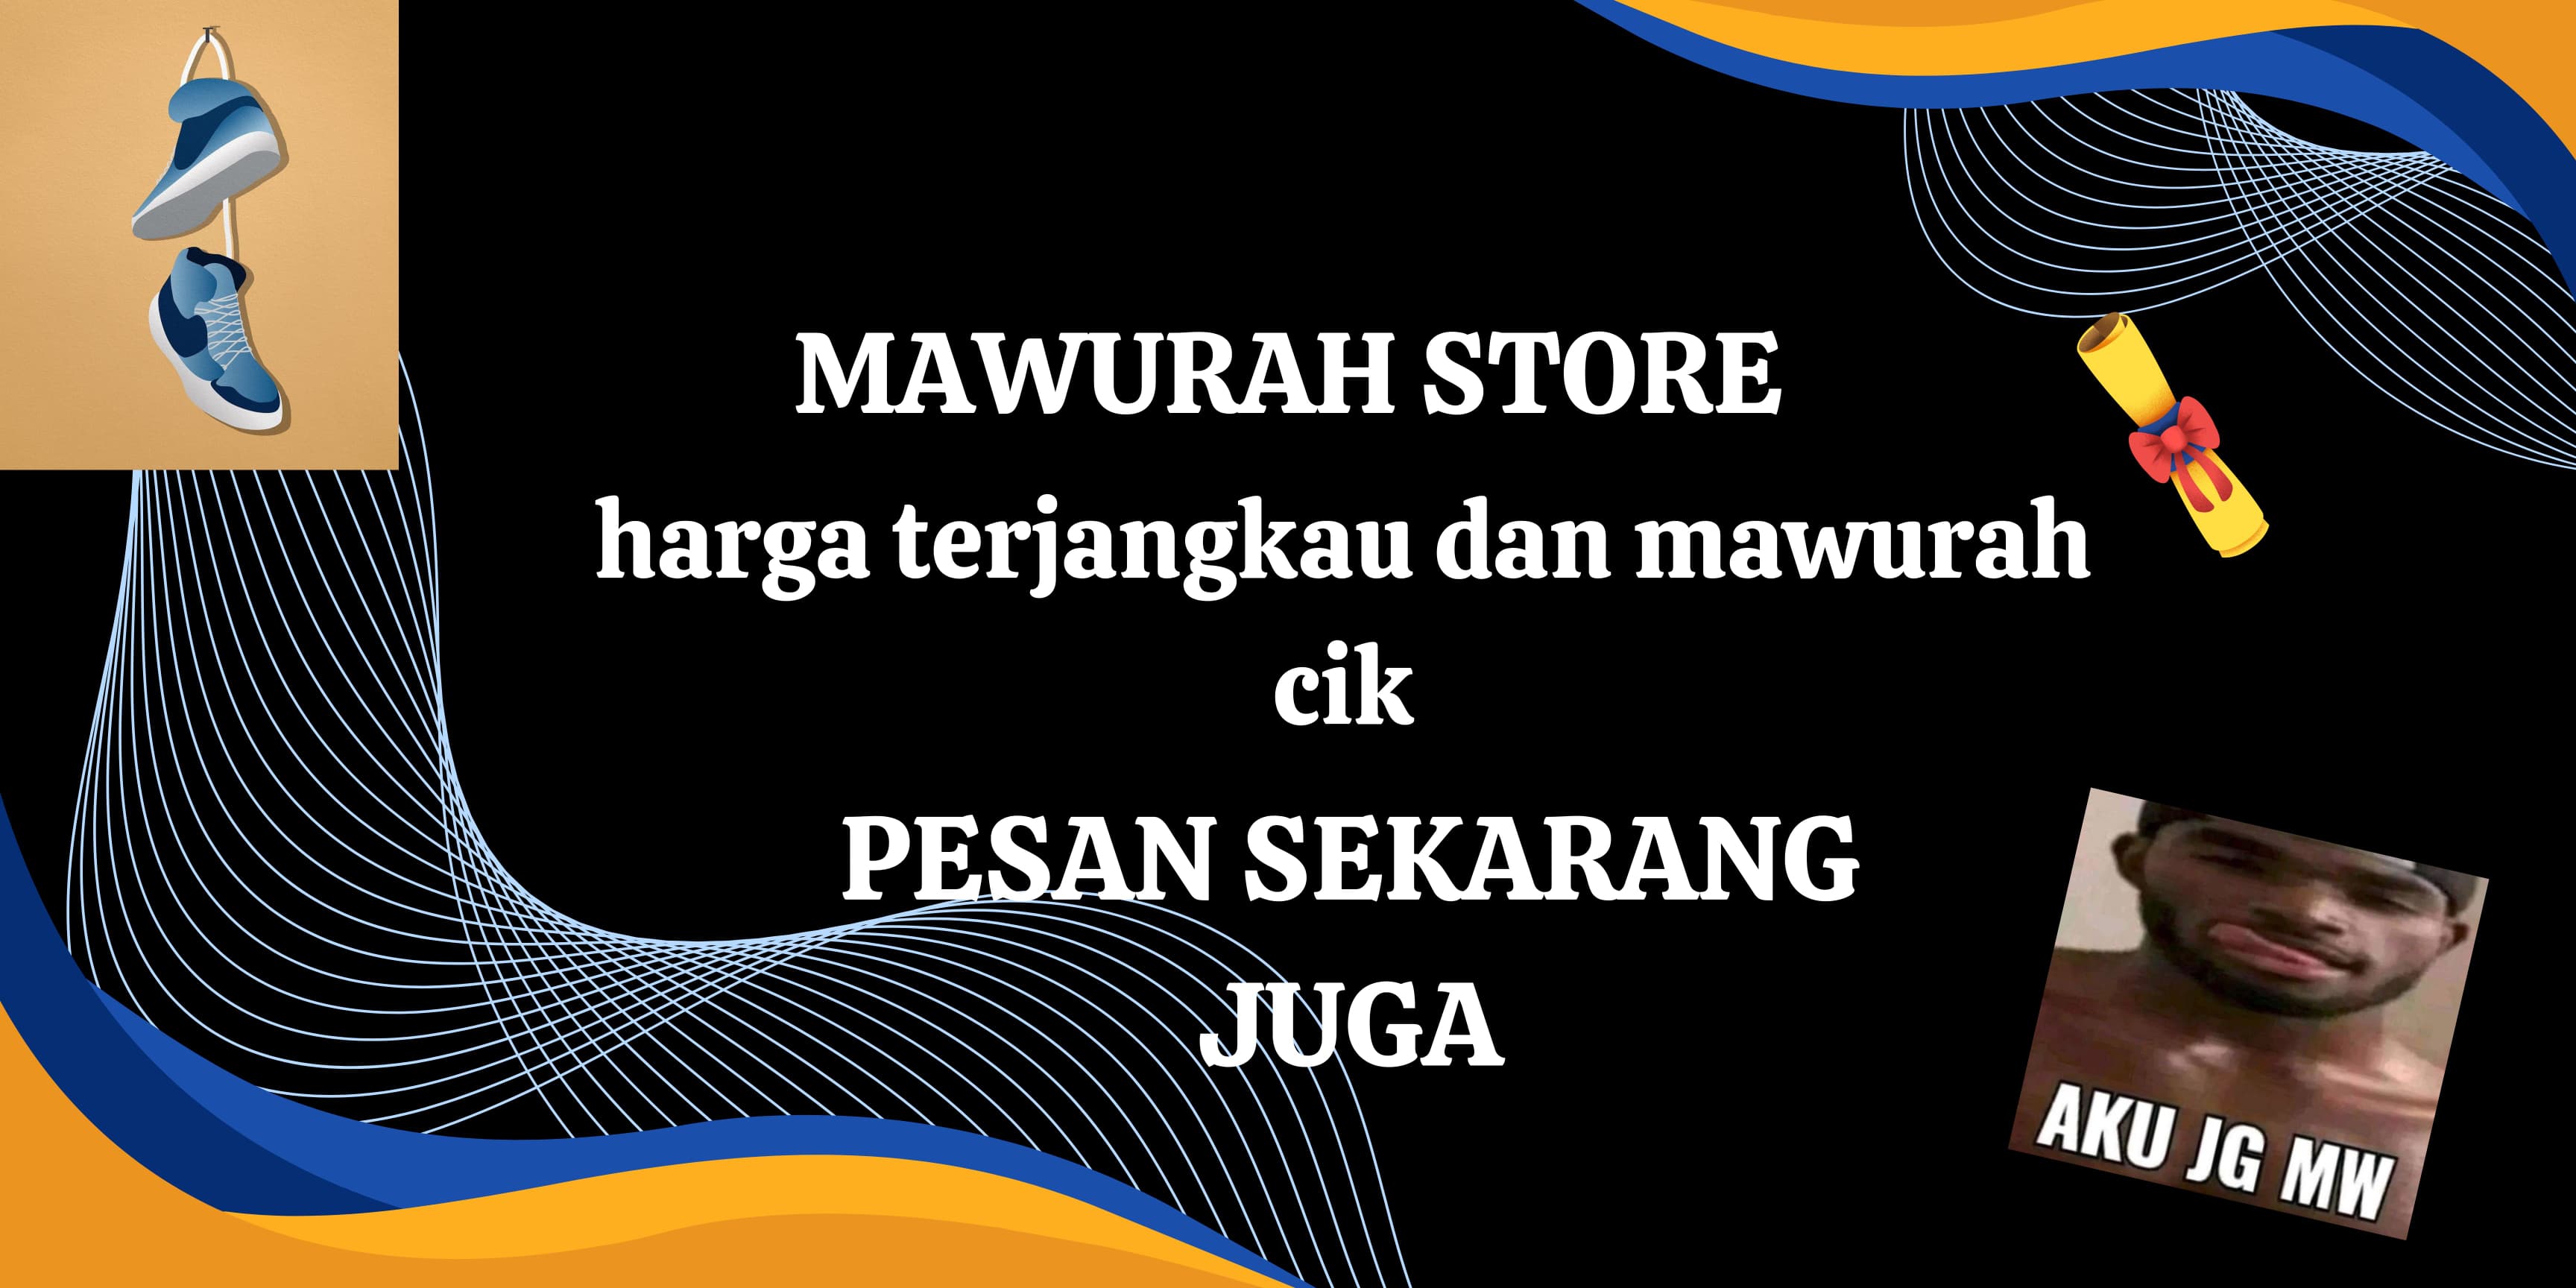 MAWURAH STORE
harga terjangkau dan mawurah
cik
PESAN SEKARANG
JUGA
AKU JG MW